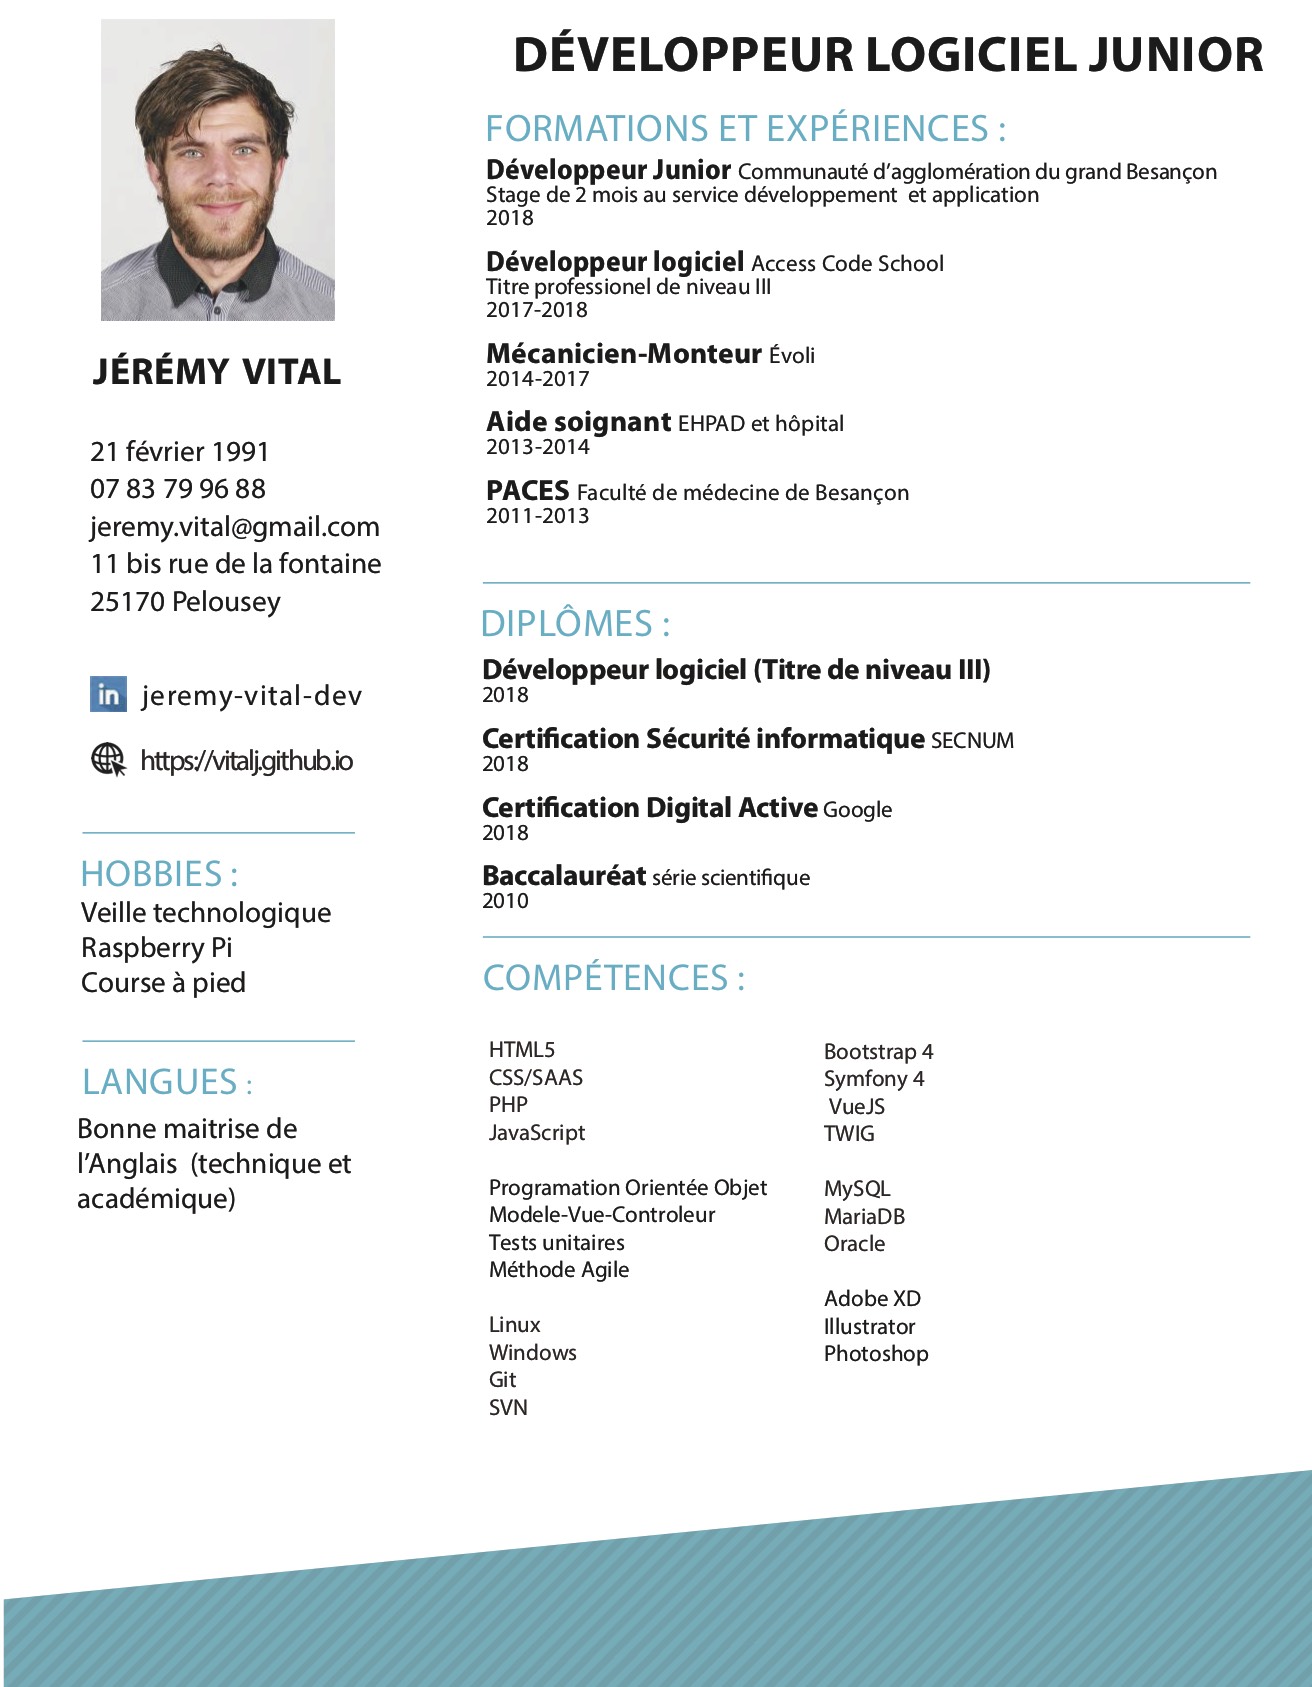 JÉRÉMY VITAL
21 février 1991
07 83 79 96 88
jeremy.vital@gmail.com
11 bis rue de la fontaine
25170 Pelousey
in jeremy-vital-dev
https://vitalj.github.io
HOBBIES :
Veille technologique
Raspberry Pi
Course à pied
LANGUES :
Bonne maitrise de
l’Anglais (technique et
académique)
DÉVELOPPEUR LOGICIEL JUNIOR
FORMATIONS ET EXPÉRIENCES :
Développeur Junior Communauté d’agglomération du grand Besançon
Stage de 2 mois au service développement et application
2018
Développeur logiciel Access Code School
Titre professionel de niveau III
2017-2018
Mécanicien-Monteur Évoli
2014-2017
Aide soignant EHPAD et hôpital
2013-2014
PACES Faculté de médecine de Besançon
2011-2013
DIPLÔMES :
Développeur logiciel (Titre de niveau III)
2018
Certification Sécurité informatique SECNUM
2018
Certification Digital Active Google
2018
Baccalauréat série scientifique
2010
COMPÉTENCES :
HTML5
CSS/SAAS
PHP
JavaScript
Programation Orientée Objet
Modele-Vue-Controleur
Tests unitaires
Méthode Agile
Linux
Windows
Git
SVN
Bootstrap 4
Symfony 4
VueJS
TWIG
MySQL
MariaDB
Oracle
Adobe XD
Illustrator
Photoshop